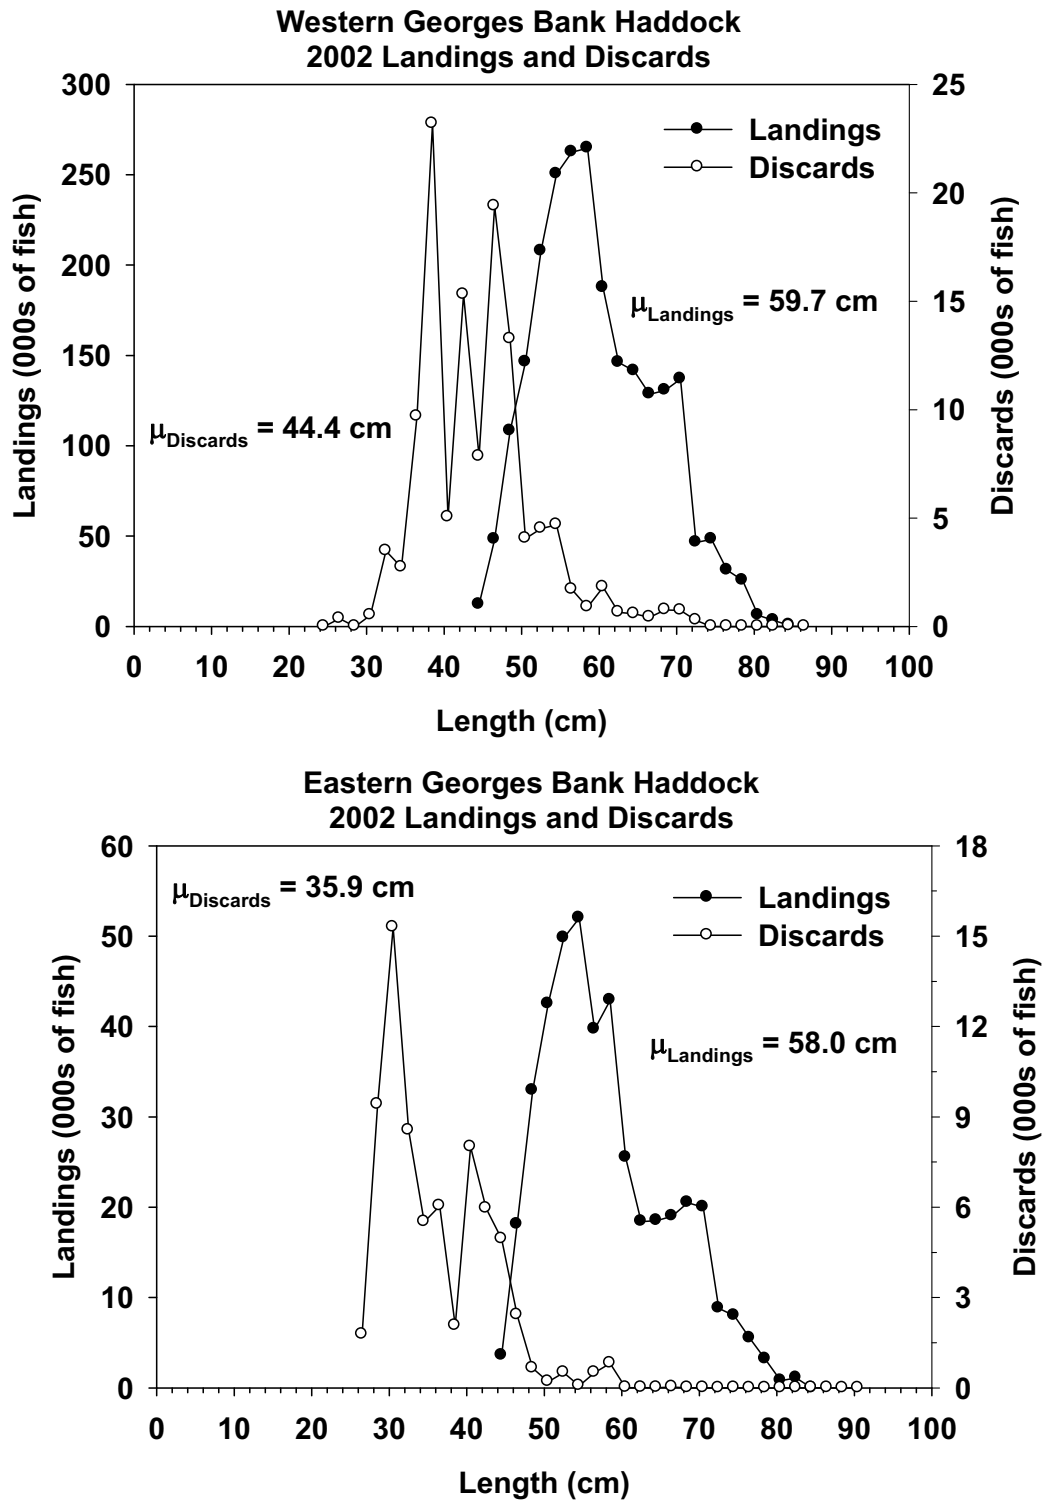 Western Georges Bank Haddock
2002 Landings and Discards
300
250
200
150
100
50
0
Landings (000s of fish)
25
20
15
10
5
0
Discards (000s of fish)
Landings
Discards
μLandings = 59.7 cm
μDiscards = 44.4 cm
0 10 20 30 40 50 60 70 80 90 100
Length (cm)
Eastern Georges Bank Haddock
2002 Landings and Discards
60
50
40
30
20
10
0
Landings (000s of fish)
18
15
12
9
6
3
0
Discards (000s of fish)
μDiscards = 35.9 cm
Landings
Discards
μLandings = 58.0 cm
0 10 20 30 40 50 60 70 80 90 100
Length (cm)